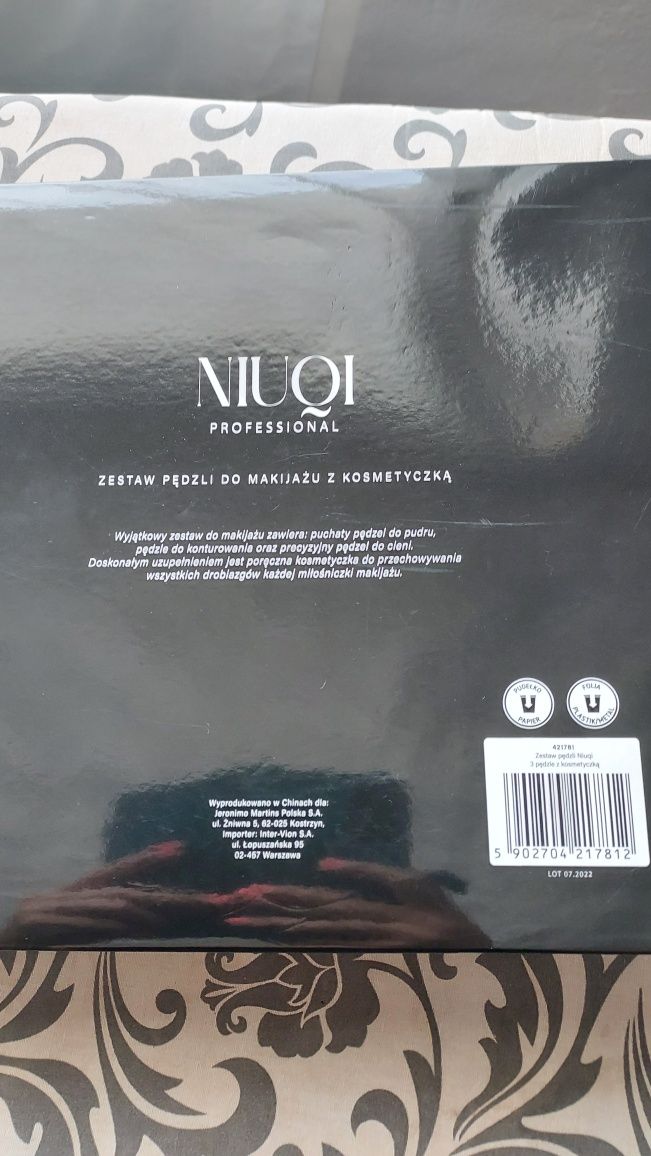 NIUQI
PROFESSIONAL
ZESTAW PĘDZLI DO MAKIJAŻU Z KOSMETYCZKĄ
Wyjątkowy zestaw do makijażu zawiera: puchaty pędzel do pudru,
pędzle do konturowania oraz precyzyjny pędzel do cieni.
Doskonałym uzupełnieniem jest poręczna kosmetyczka do przechowywania
wszystkich drobiazgów każdej miłośniczki makijażu.
PUDEŁKO
PAPIER
FOLIA
PLASTIK/METAL
421781
Zestaw pędzli Niuqi
3 pędzle z kosmetyczką
5 902704 217812
LOT 07.2022
Wyprodukowano w Chinach dla:
Jeronimo Martins Polska S.A.
ul. Żniwna 5, 62-025 Kostrzyn,
Importer: Inter-Vion S.A.
ul. Łopuszańska 95
02-457 Warszawa